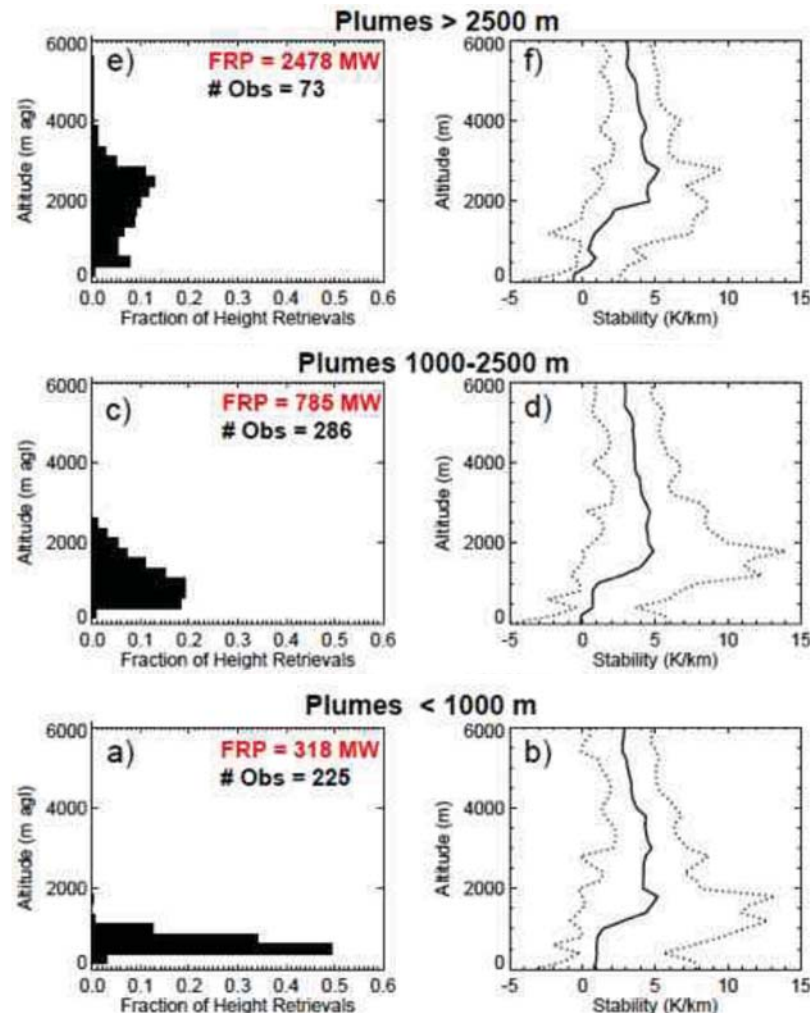 Plumes > 2500 m
e)
FRP = 2478 MW
# Obs = 73
6000
4000
2000
0
Altitude (m agl)
0.0 0.1 0.2 0.3 0.4 0.5 0.6
Fraction of Height Retrievals
f)
6000
4000
2000
0
Altitude (m)
-5 0 5 10 15
Stability (K/km)
Plumes 1000-2500 m
c)
FRP = 785 MW
# Obs = 286
6000
4000
2000
0
Altitude (m agl)
0.0 0.1 0.2 0.3 0.4 0.5 0.6
Fraction of Height Retrievals
d)
6000
4000
2000
0
Altitude (m)
-5 0 5 10 15
Stability (K/km)
Plumes < 1000 m
a)
FRP = 318 MW
# Obs = 225
6000
4000
2000
0
Altitude (m agl)
0.0 0.1 0.2 0.3 0.4 0.5 0.6
Fraction of Height Retrievals
b)
6000
4000
2000
0
Altitude (m)
-5 0 5 10 15
Stability (K/km)